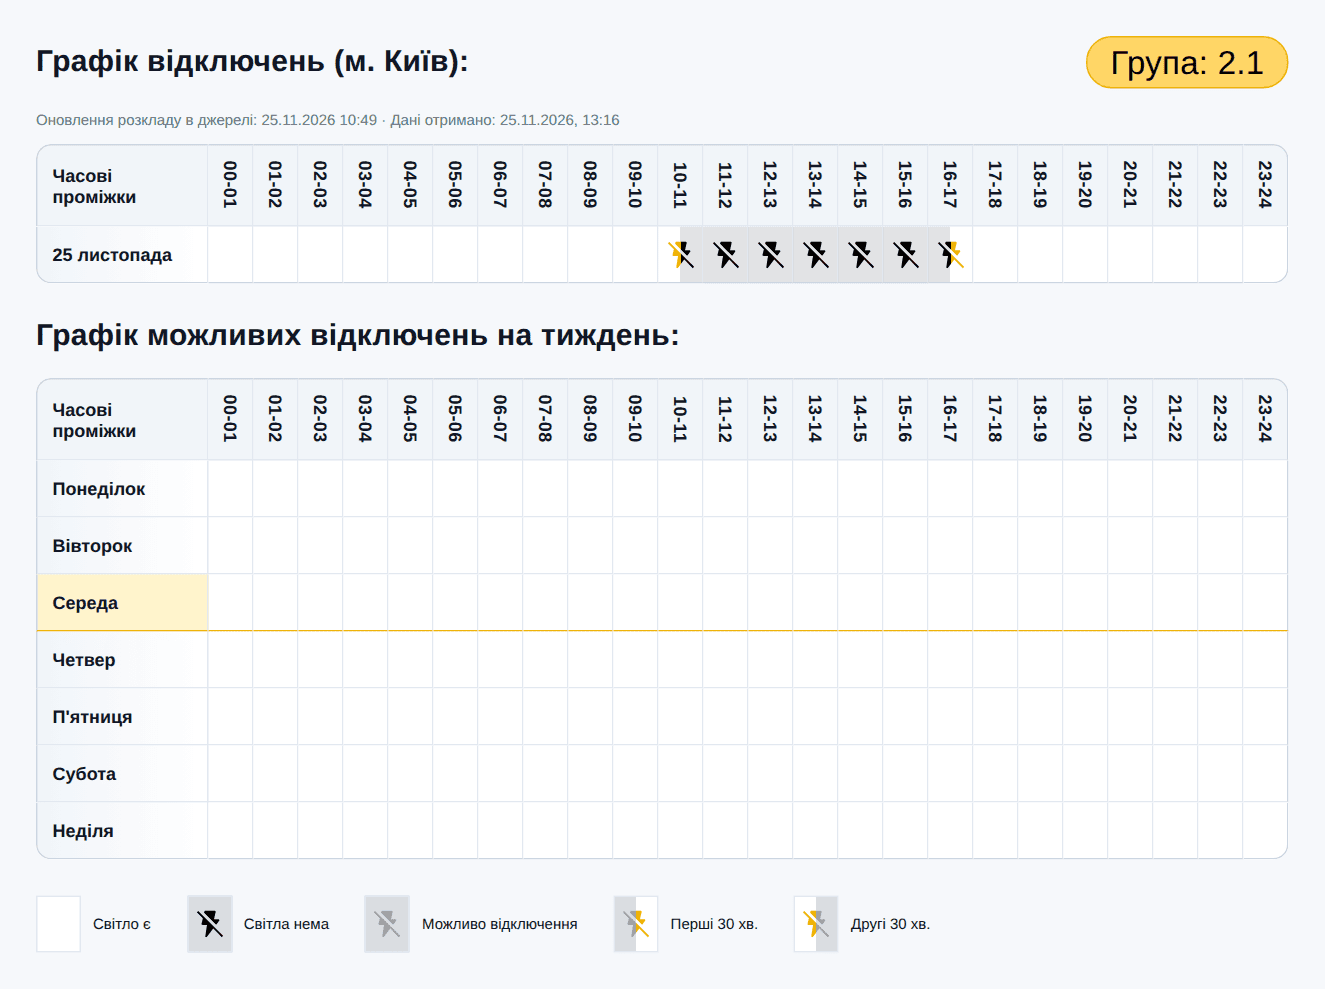 Графік відключень (м. Київ):
Група: 2.1
Оновлення розкладу в джерелі: 25.11.2026 10:49 · Дані отримано: 25.11.2026, 13:16
Часові
проміжки
00-01 01-02 02-03 03-04 04-05 05-06 06-07 07-08 08-09 09-10 10-11 11-12 12-13 13-14 14-15 15-16 16-17 17-18 18-19 19-20 20-21 21-22 22-23 23-24
25 листопада
Графік можливих відключень на тиждень:
Часові
проміжки
00-01 01-02 02-03 03-04 04-05 05-06 06-07 07-08 08-09 09-10 10-11 11-12 12-13 13-14 14-15 15-16 16-17 17-18 18-19 19-20 20-21 21-22 22-23 23-24
Понеділок
Вівторок
Середа
Четвер
П'ятниця
Субота
Неділя
Світло є
Світла нема
Можливо відключення
Перші 30 хв.
Другі 30 хв.